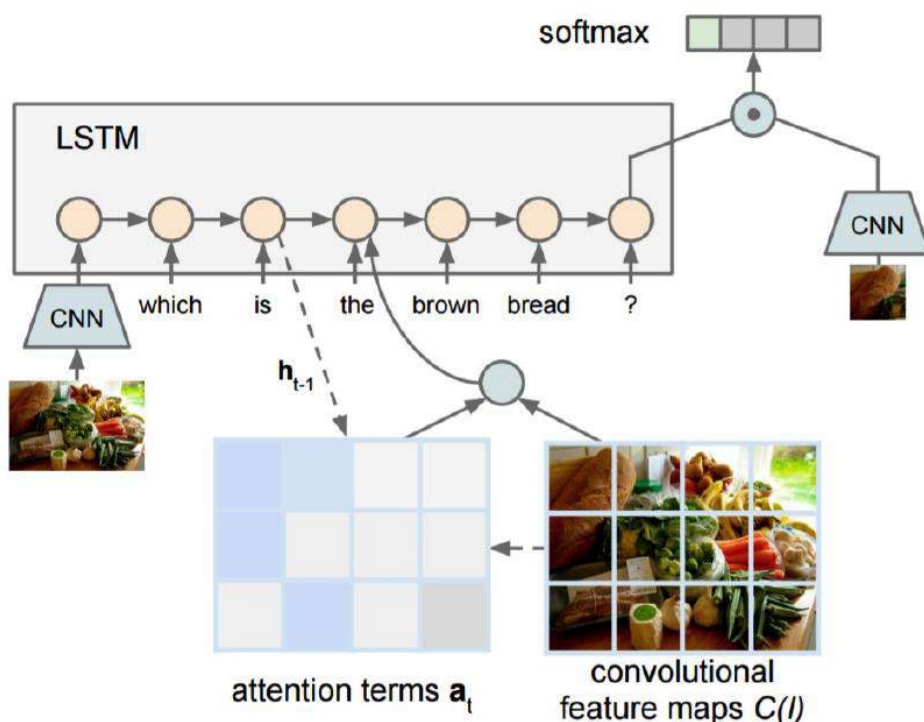 softmax
LSTM
CNN
which is the brown bread ?
CNN
h t-1
attention terms a t
convolutional
feature maps C(I)